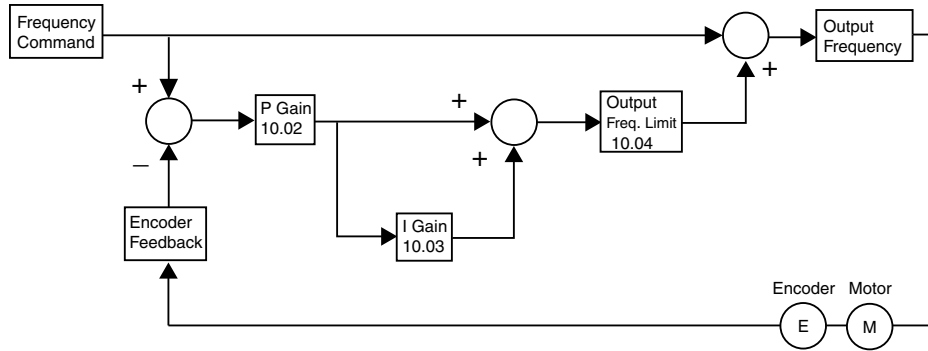 Frequency
Command
Output
Frequency
+
+
P Gain
10.02
+
+
Output
Freq. Limit
10.04
−
Encoder
Feedback
I Gain
10.03
Encoder
Motor
E
M